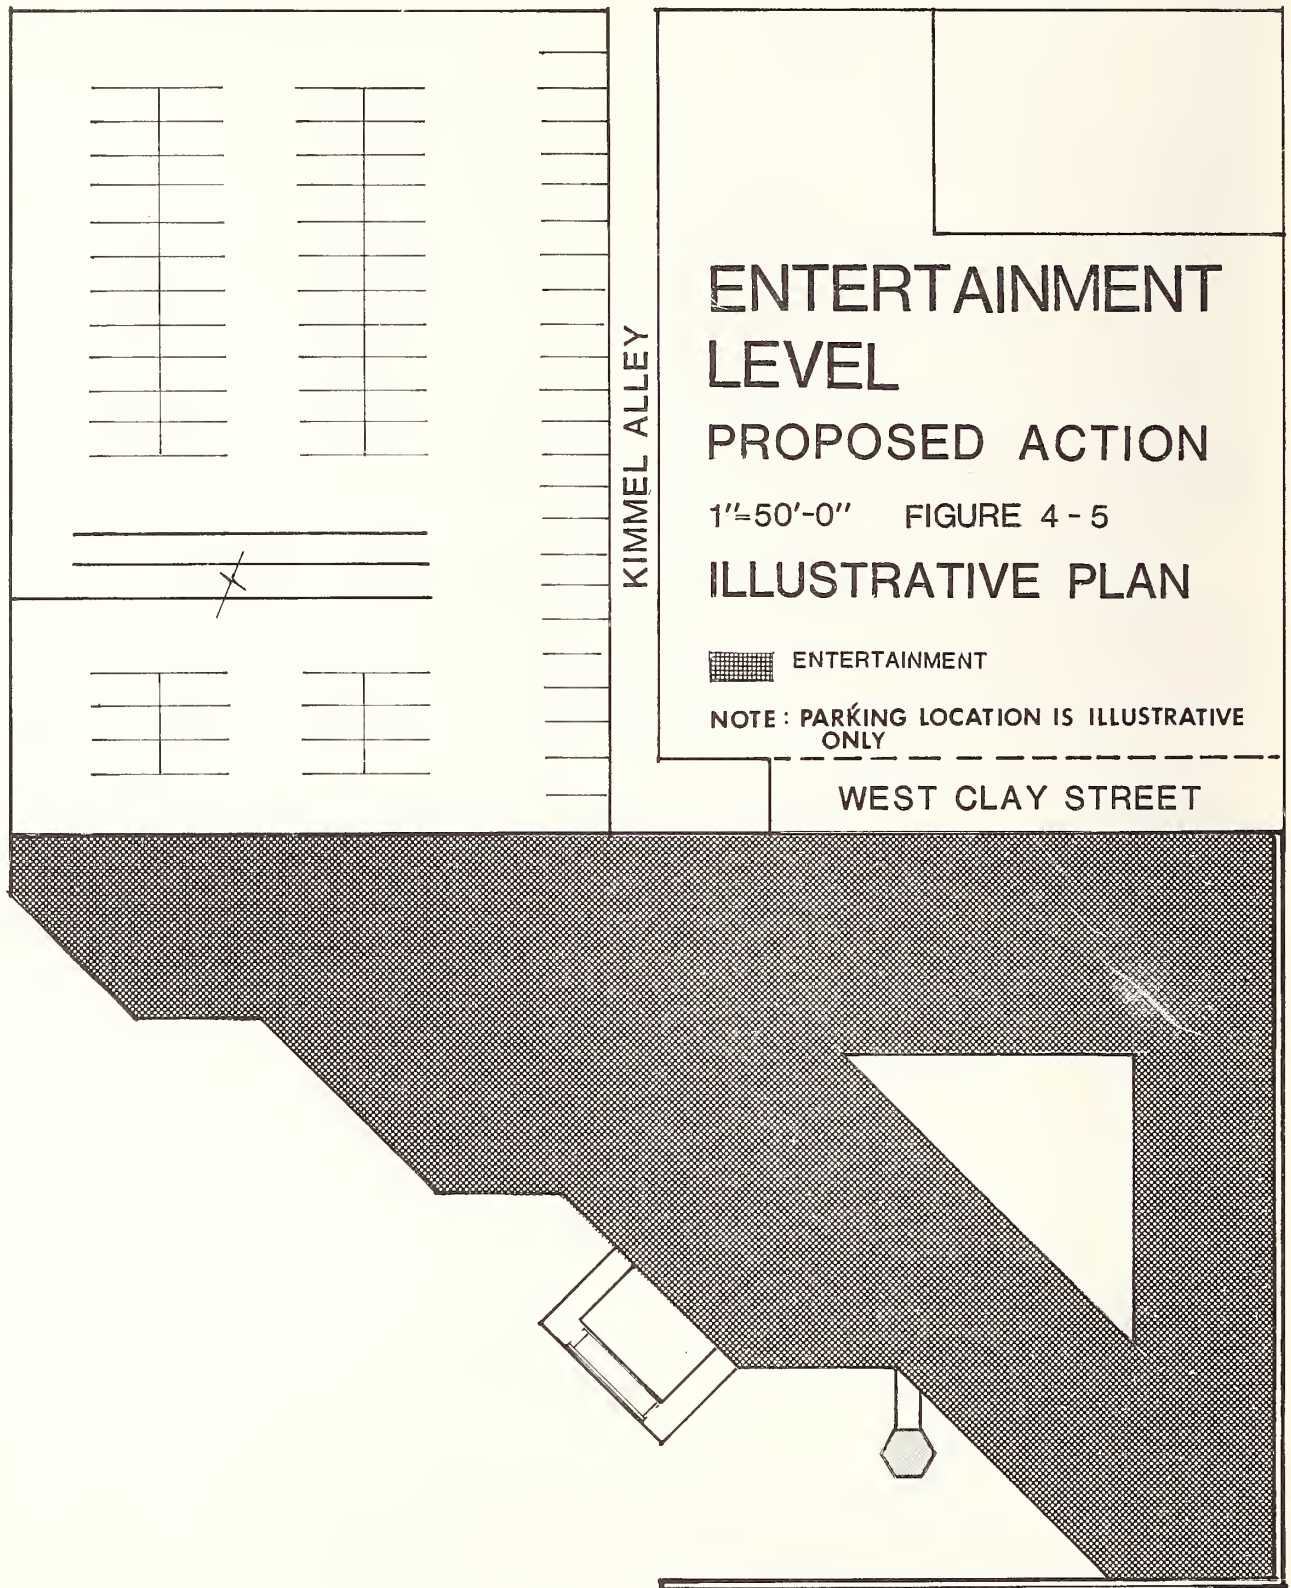 ENTERTAINMENT
LEVEL
PROPOSED ACTION
1"=50'-0" FIGURE 4-5
ILLUSTRATIVE PLAN
ENTERTAINMENT
NOTE: PARKING LOCATION IS ILLUSTRATIVE
ONLY
WEST CLAY STREET
KIMMEL ALLEY